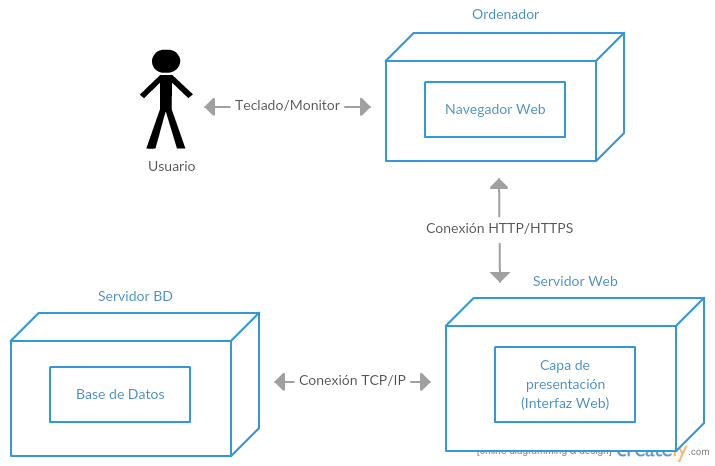 Ordenador
Navegador Web
Teclado/Monitor
Usuario
Conexión HTTP/HTTPS
Servidor Web
Servidor BD
Capa de
presentación
(Interfaz Web)
Conexión TCP/IP
Base de Datos
[online diagramming & design] creately.com